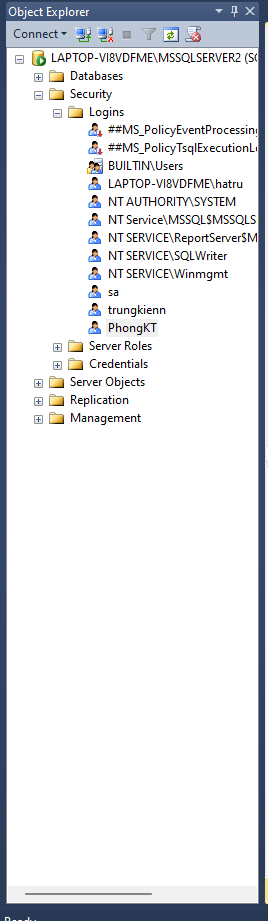 Object Explorer
Connect
LAPTOP-VI8VDFME\MSSQLSERVER2 (S
Databases
Security
Logins
##MS_PolicyEventProcessing
##MS_PolicyTsqlExecutionL
BUILTIN\Users
LAPTOP-VI8VDFME\hatru
NT AUTHORITY\SYSTEM
NT Service\MSSQL$MSSQLS
NT SERVICE\ReportServer$M
NT SERVICE\SQLWriter
NT SERVICE\Winmgmt
sa
trungkienn
PhongKT
Server Roles
Credentials
Server Objects
Replication
Management